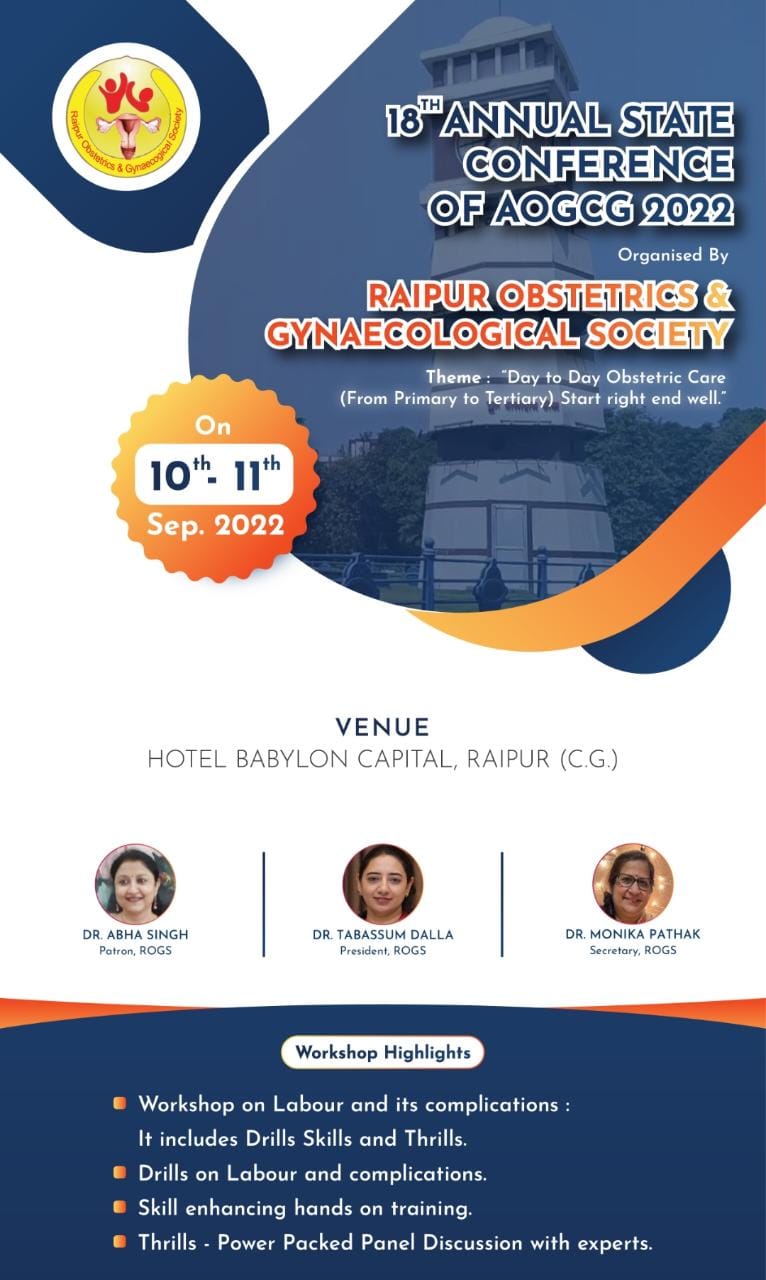 Raipur Obstetrics & Gynaecogical Society
18TH ANNUAL STATE
CONFERENCE
OF AOGCG 2022
Organised By
RAIPUR OBSTETRICS &
GYNAECOLOGICAL SOCIETY
Theme : "Day to Day Obstetric Care
(From Primary to Tertiary) Start right end well."
On
10th- 11th
Sep. 2022
VENUE
HOTEL BABYLON CAPITAL, RAIPUR (C.G.)
DR. ABHA SINGH
Patron, ROGS
DR. TABASSUM DALLA
President, ROGS
DR. MONIKA PATHAK
Secretary, ROGS
Workshop Highlights
Workshop on Labour and its complications :
It includes Drills Skills and Thrills.
Drills on Labour and complications.
Skill enhancing hands on training.
Thrills - Power Packed Panel Discussion with experts.